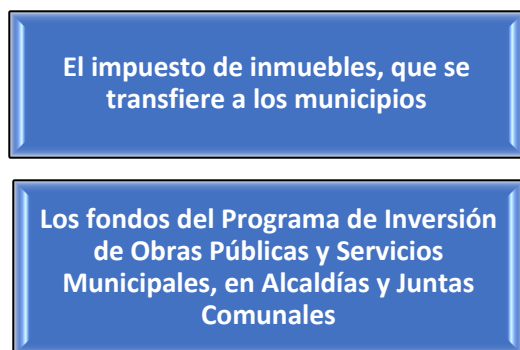 El impuesto de inmuebles, que se
transfiere a los municipios
Los fondos del Programa de Inversión
de Obras Públicas y Servicios
Municipales, en Alcaldías y Juntas
Comunales